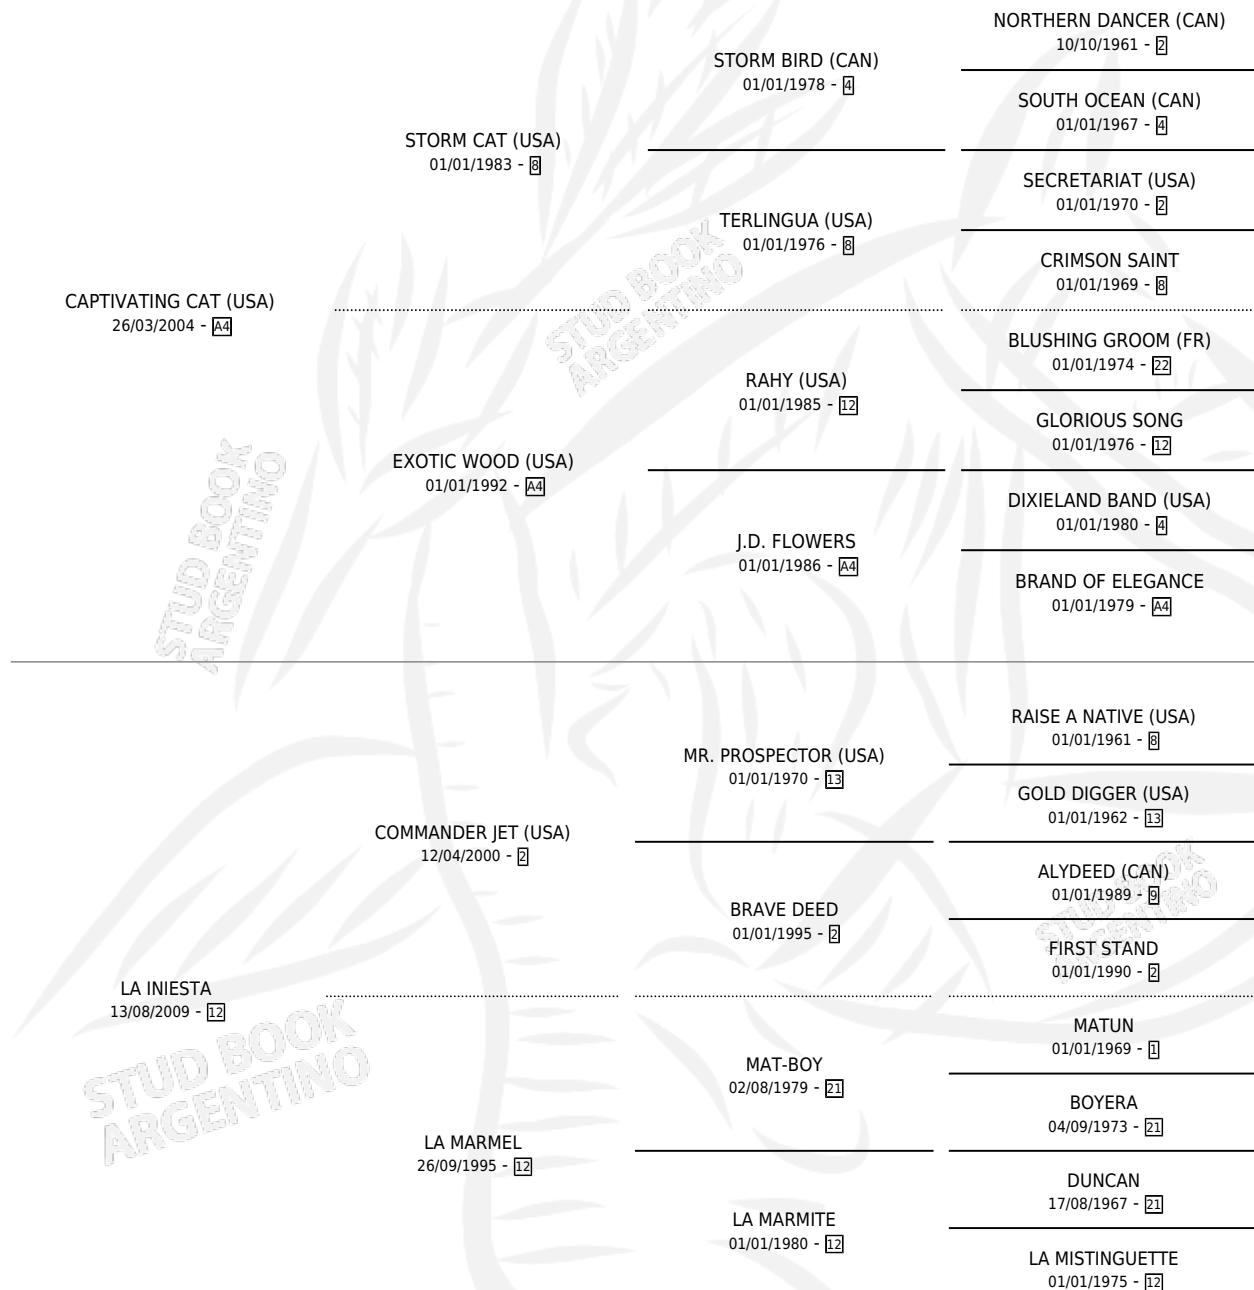 NORTHERN DANCER (CAN)
10/10/1961 - 2
STORM BIRD (CAN)
01/01/1978 - 4
SOUTH OCEAN (CAN)
01/01/1967 - 4
STORM CAT (USA)
01/01/1983 - 8
SECRETARIAT (USA)
01/01/1970 - 2
TERLINGUA (USA)
01/01/1976 - 8
CRIMSON SAINT
01/01/1969 - 8
CAPTIVATING CAT (USA)
26/03/2004 - A4
BLUSHING GROOM (FR)
01/01/1974 - 22
RAHY (USA)
01/01/1985 - 12
GLORIOUS SONG
01/01/1976 - 12
EXOTIC WOOD (USA)
01/01/1992 - A4
DIXIELAND BAND (USA)
01/01/1980 - 4
J.D. FLOWERS
01/01/1986 - A4
BRAND OF ELEGANCE
01/01/1979 - A4
RAISE A NATIVE (USA)
01/01/1961 - 8
MR. PROSPECTOR (USA)
01/01/1970 - 13
GOLD DIGGER (USA)
01/01/1962 - 13
COMMANDER JET (USA)
12/04/2000 - 2
ALYDEED (CAN)
01/01/1989 - 9
BRAVE DEED
01/01/1995 - 2
FIRST STAND
01/01/1990 - 2
LA INIESTA
13/08/2009 - 12
MATUN
01/01/1969 - 1
MAT-BOY
02/08/1979 - 21
BOYERA
04/09/1973 - 21
LA MARMEL
26/09/1995 - 12
DUNCAN
17/08/1967 - 21
LA MARMITE
01/01/1980 - 12
LA MISTINGUETTE
01/01/1975 - 12
STUD BOOK
ARGENTINO
STUD BOOK
ARGENTINO
STUD BOOK
ARGENTINO
STUD BOOK
ARGENTINO